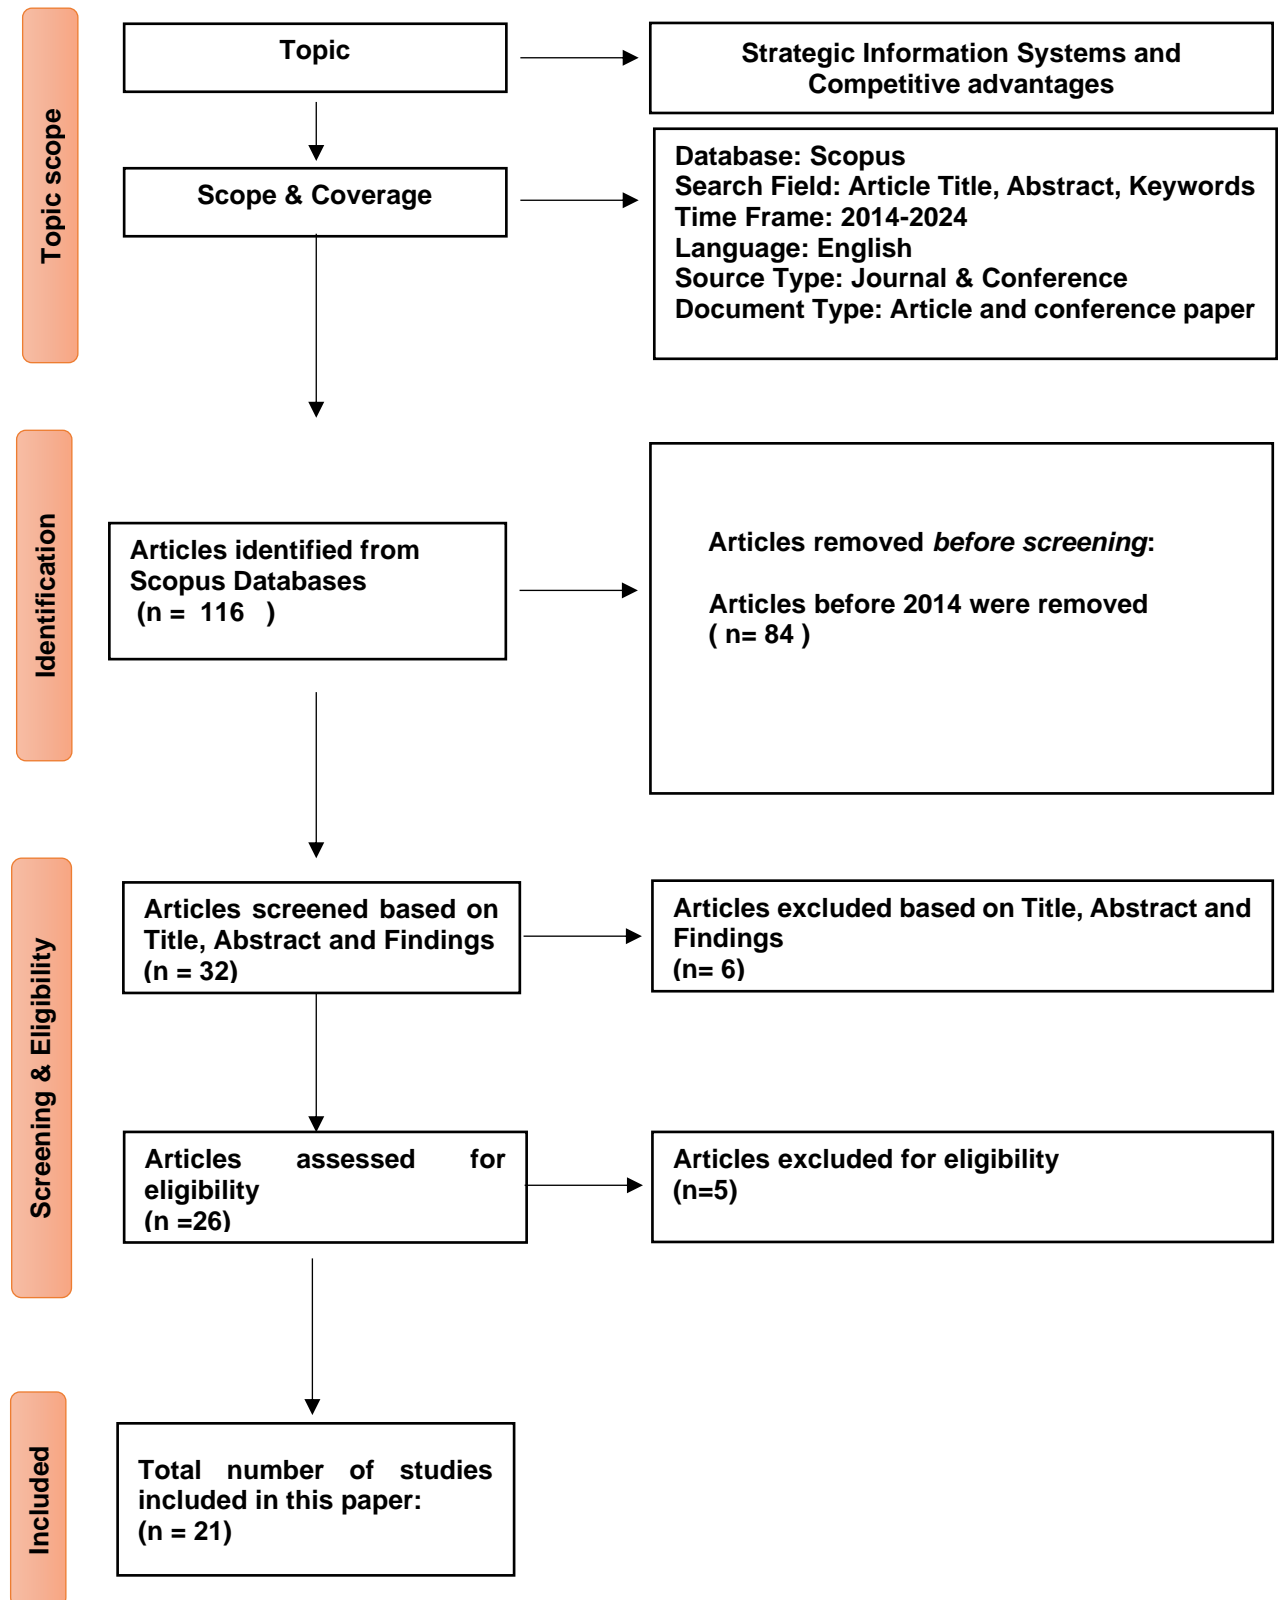 Topic scope
Topic
Strategic Information Systems and
Competitive advantages
Scope & Coverage
Database: Scopus
Search Field: Article Title, Abstract, Keywords
Time Frame: 2014-2024
Language: English
Source Type: Journal & Conference
Document Type: Article and conference paper
Identification
Articles identified from
Scopus Databases
(n = 116 )
Articles removed before screening:
Articles before 2014 were removed
( n= 84 )
Screening & Eligibility
Articles screened based on
Title, Abstract and Findings
(n = 32)
Articles excluded based on Title, Abstract and
Findings
(n= 6)
Articles assessed for
eligibility
(n =26)
Articles excluded for eligibility
(n=5)
Included
Total number of studies
included in this paper:
(n = 21)